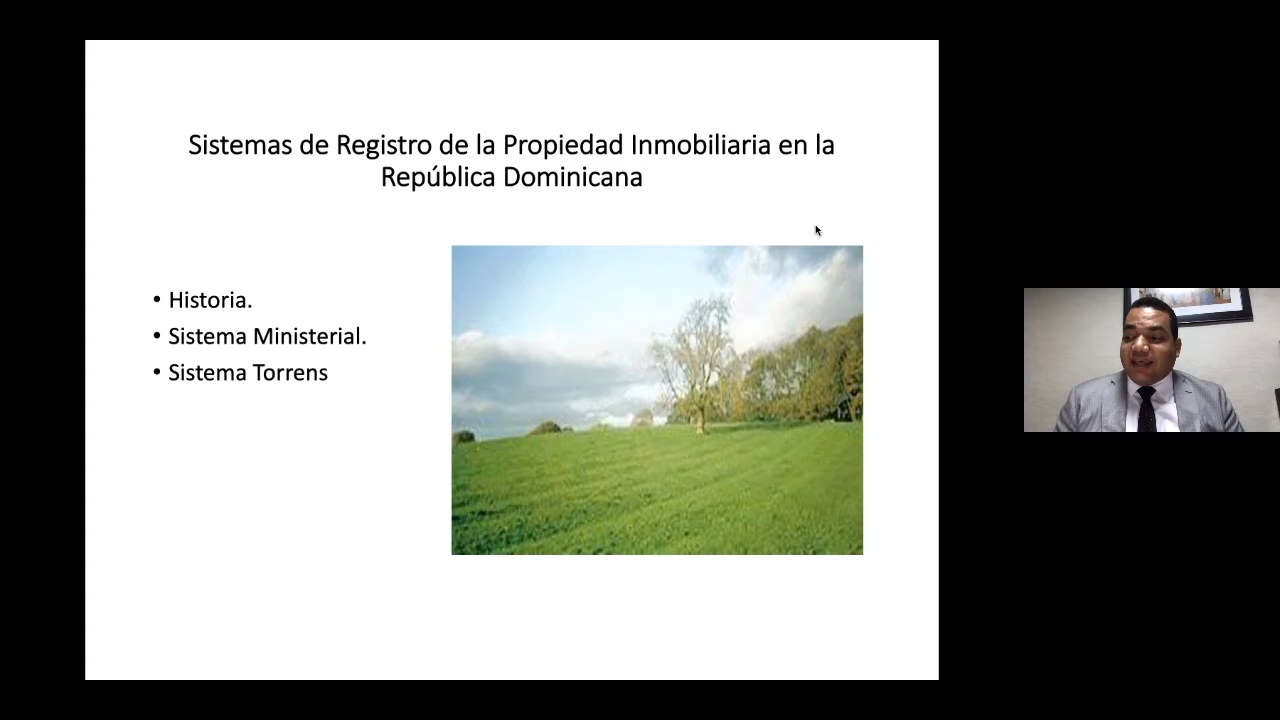 Sistemas de Registro de la Propiedad Inmobiliaria en la
República Dominicana
• Historia.
• Sistema Ministerial.
• Sistema Torrens